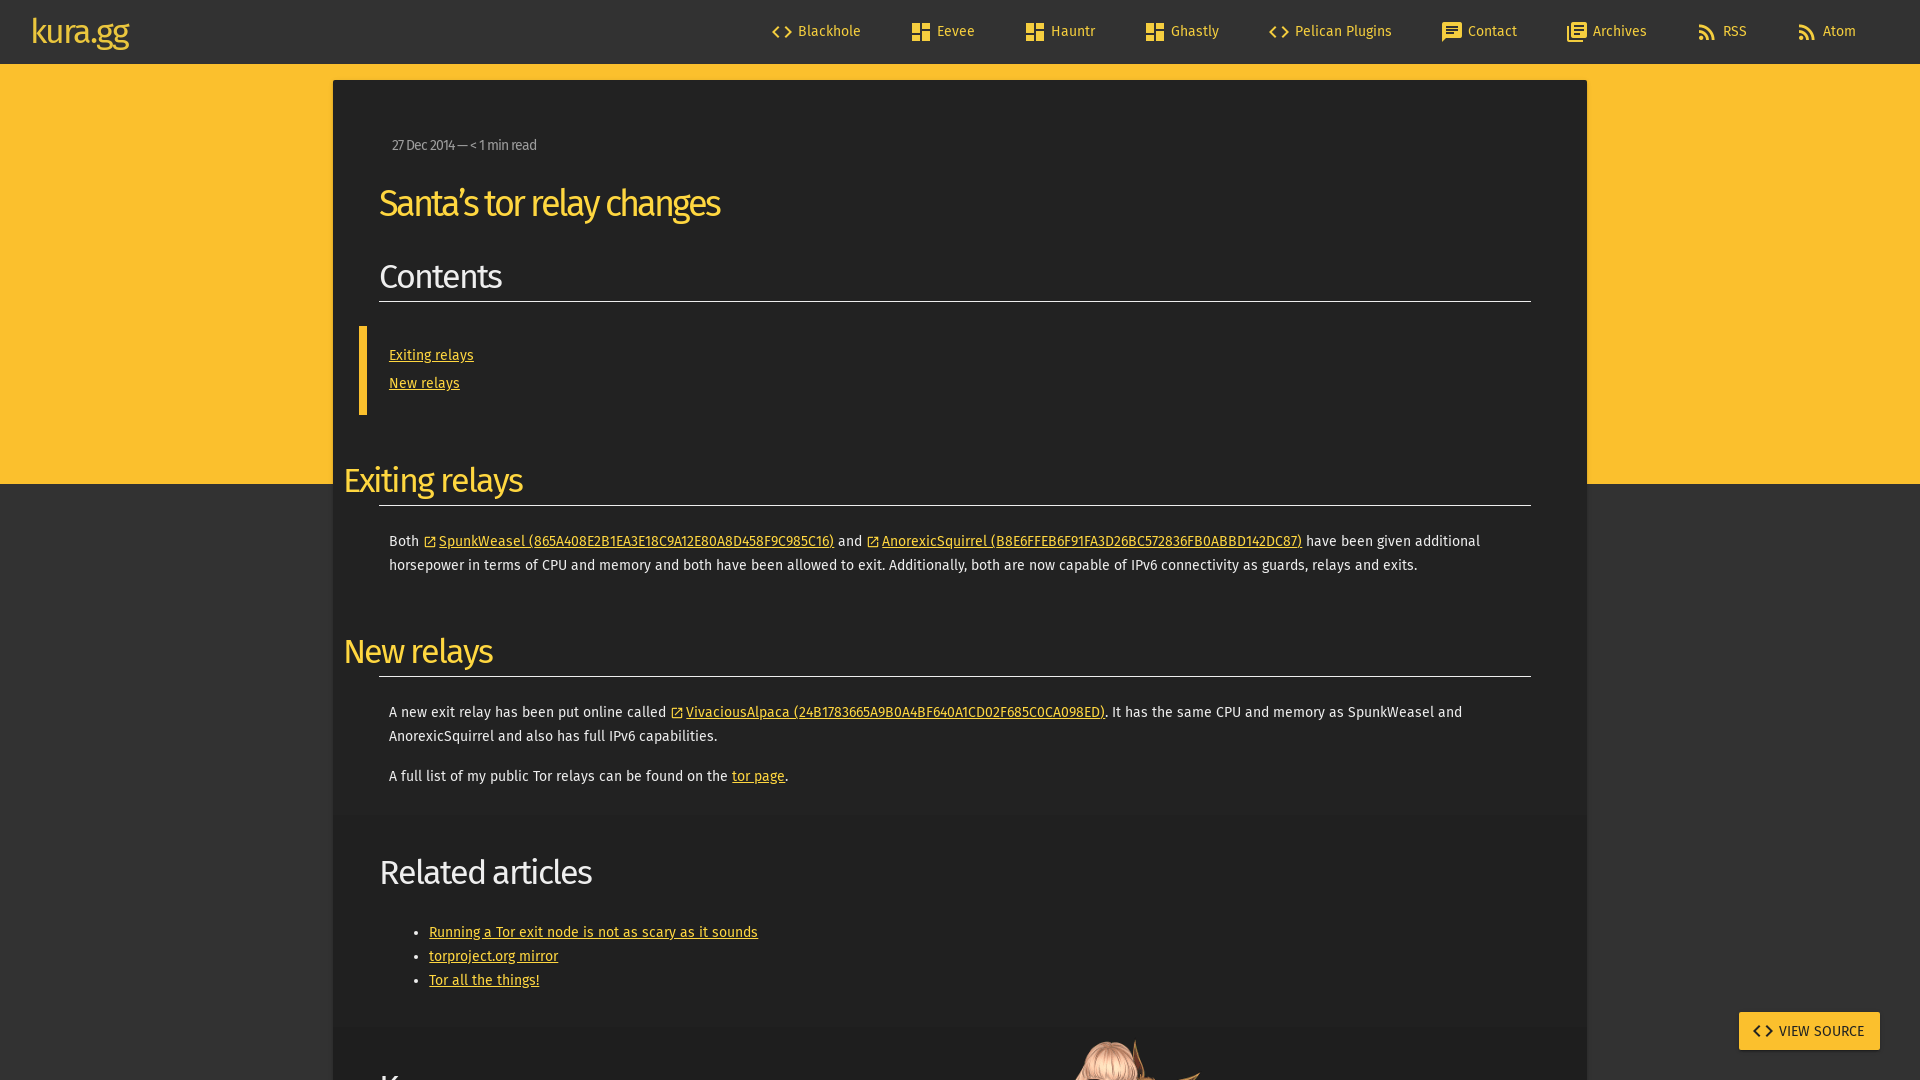 kura.gg
Blackhole
Eevee
Hauntr
Ghastly
Pelican Plugins
Contact
Archives
RSS
Atom
27 Dec 2014 — < 1 min read
Santa’s tor relay changes
Contents
Exiting relays
New relays
Exiting relays
Both SpunkWeasel (865A408E2B1EA3E18C9A12E80A8D458F9C985C16) and AnorexicSquirrel (B8E6FFEB6F91FA3D26BC572836FB0ABBD142DC87) have been given additional
horsepower in terms of CPU and memory and both have been allowed to exit. Additionally, both are now capable of IPv6 connectivity as guards, relays and exits.
New relays
A new exit relay has been put online called VivaciousAlpaca (24B1783665A9B0A4BF640A1CD02F685C0CA098ED). It has the same CPU and memory as SpunkWeasel and
AnorexicSquirrel and also has full IPv6 capabilities.
A full list of my public Tor relays can be found on the tor page.
Related articles
Running a Tor exit node is not as scary as it sounds
torproject.org mirror
Tor all the things!
VIEW SOURCE